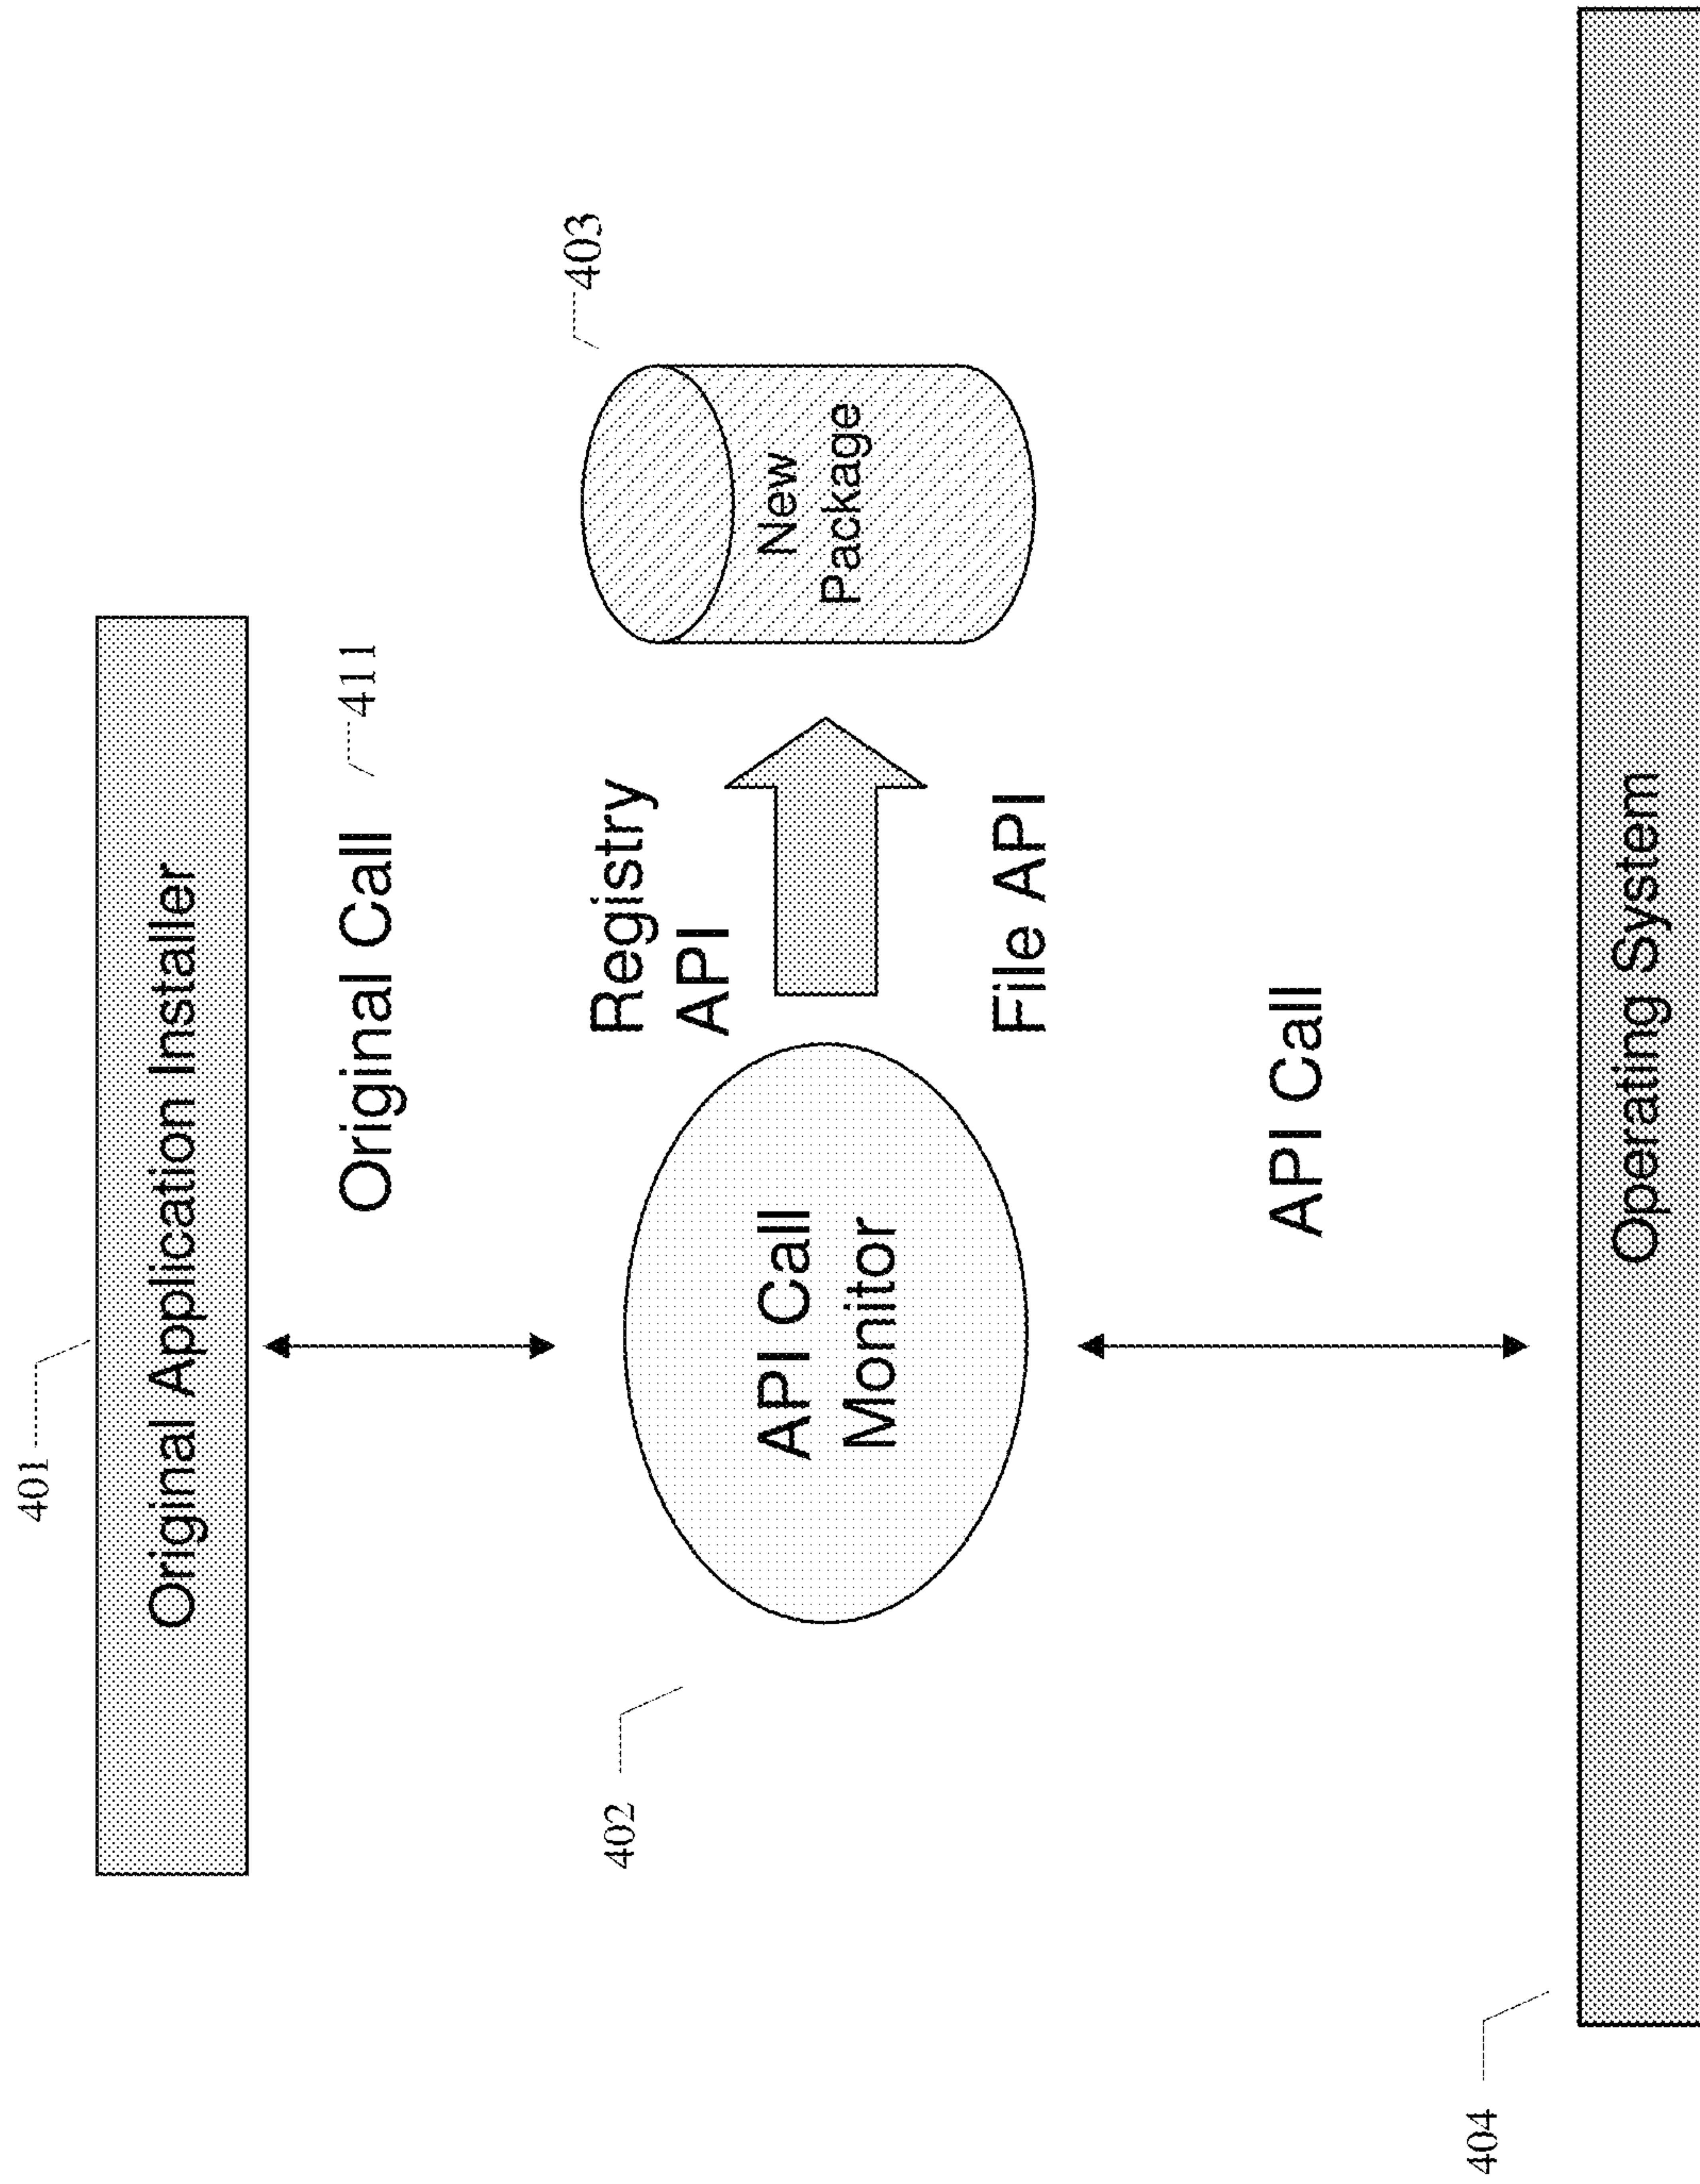 401
Original Application Installer
Original Call
411
402
API Call
Monitor
Registry
API
File API
403
New
Package
API Call
404
Operating System